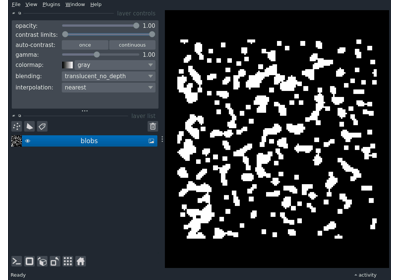 File View Plugins Window Help
layer controls
opacity: 1.00
contrast limits:
auto-contrast: once continuous
gamma: 1.00
colormap: gray
blending: translucent_no_depth
interpolation: nearest
layer list
blobs
Ready
activity